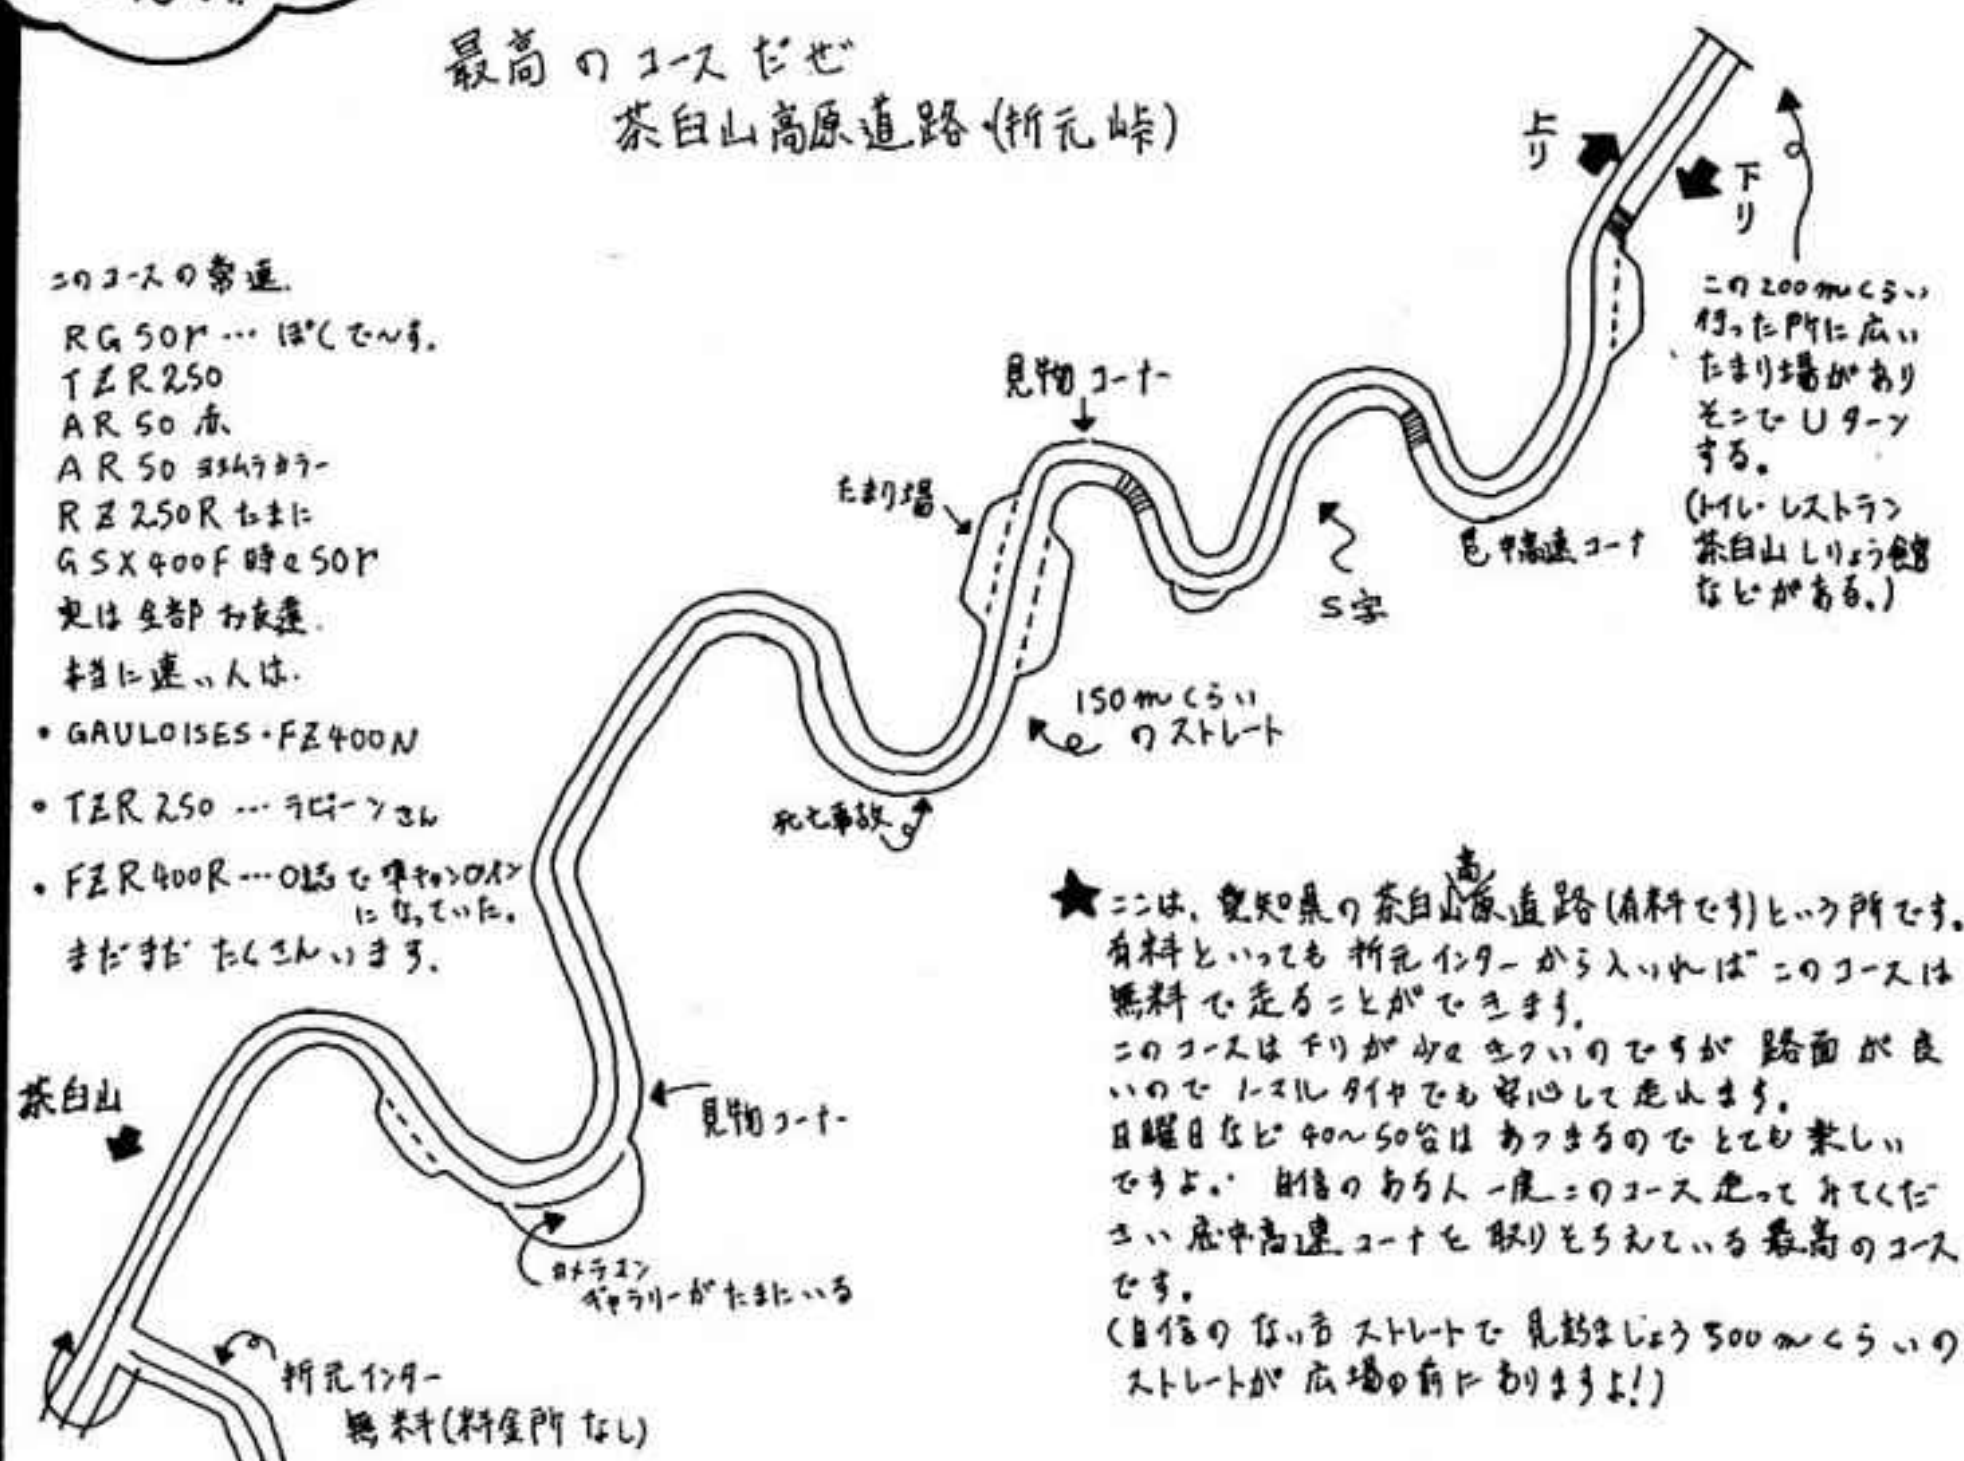 最高のコースだぜ
茶臼山高原道路(折元峠)
上り
下り
この200mくらい
行った所に広い
たまり場があり
そこでUターン
する。
(トイレ・レストラン
茶臼山しりょう館
などがある。)
このコースの常連
RG50γ…ぼくで〜す。
TZR250
AR50 赤
AR50 ヨシムラカラー
RZ250R たまに
GSX400F 時々50γ
実は全部お友達
本当に速い人は
・GAULOISES・FZ400N
・TZR250…ラビーンさん
・FZR400R…
になっていた。
まだまだたくさんいます。
見物コーナー
たまり場
中高速コーナ
S字
150mくらい
のストレート
死亡事故
★ここは、愛知県の茶臼山高原道路(有料です)という所です。
有料といっても折元インターから入いればこのコースは
無料で走ることができます。
このコースは下りが少々きついのですが路面が良
いのでノーマルタイヤでも安心して走れます。
日曜日など40〜50台はあつまるのでとても楽しい
ですよ。自信のある人一度このコース走ってみてくだ
さい 中高速コーナを取りそろえている最高のコース
です。
(自信のない方ストレートで見ましょう500mくらいの
ストレートが広場の前にありますよ!)
茶臼山
見物コーナー
カメラマン
ギャラリーがたまにいる
折元インター
無料(料金所なし)